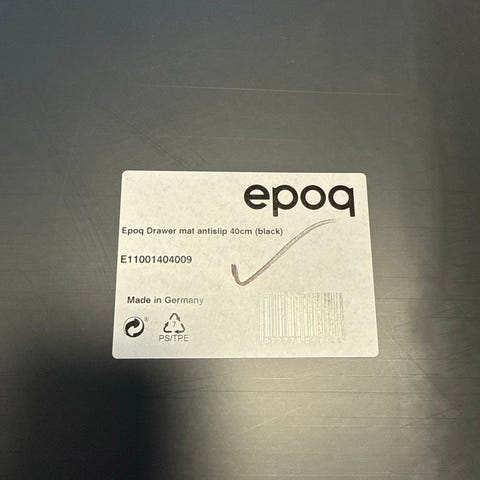 epoq
Epoq Drawer mat antislip 40cm (black)
E11001404009
Made in Germany
®
7
PS/TPE